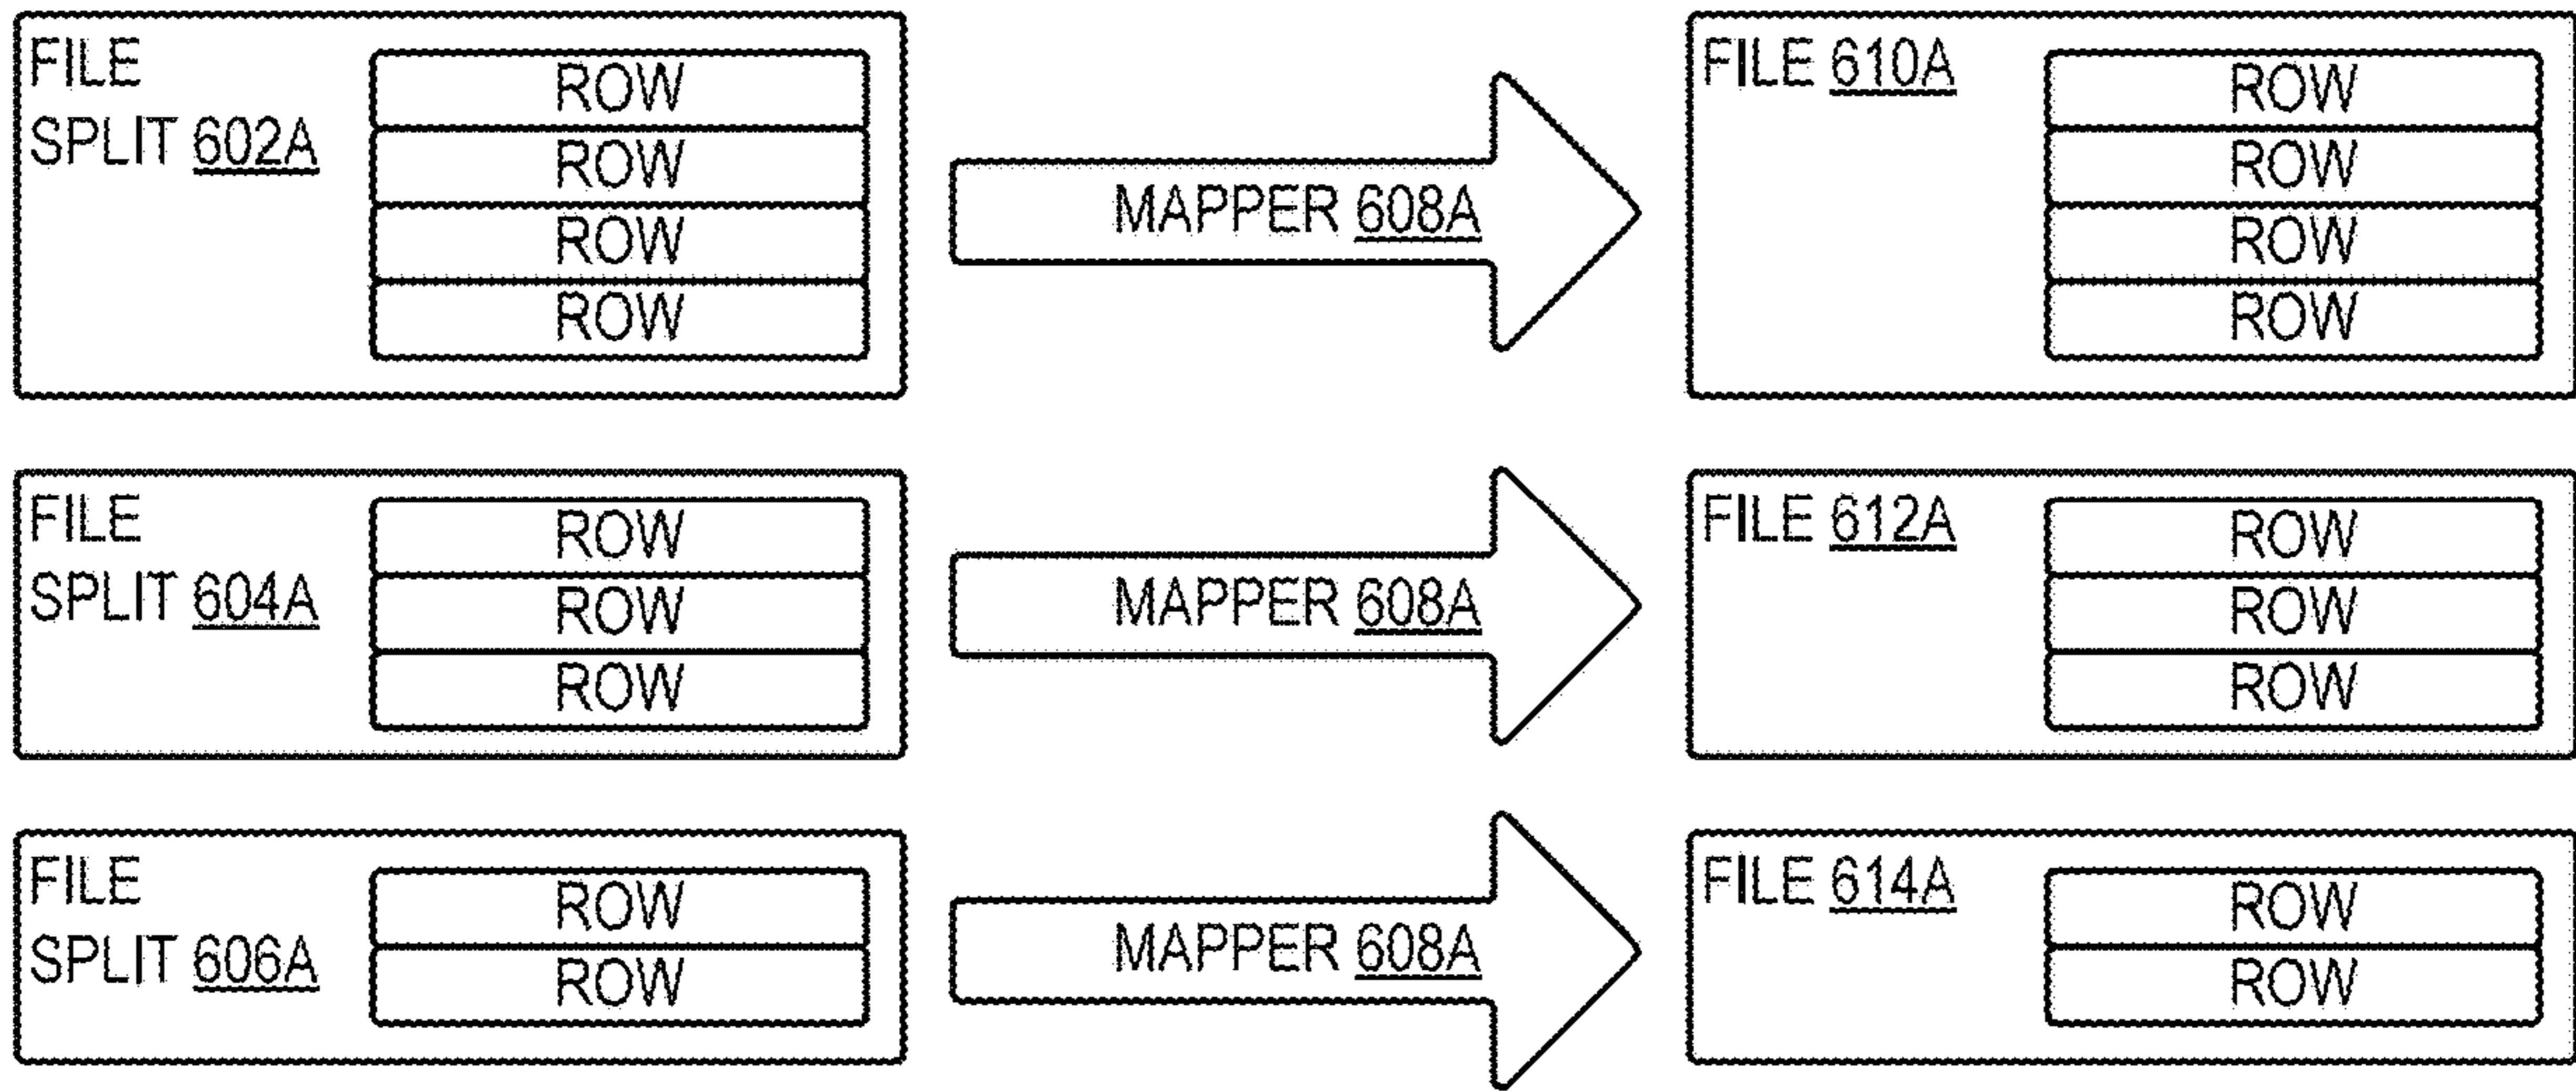 FILE
SPLIT 602A
ROW
ROW
ROW
ROW
MAPPER 608A
FILE 610A
ROW
ROW
ROW
ROW
FILE
SPLIT 604A
ROW
ROW
ROW
MAPPER 608A
FILE 612A
ROW
ROW
ROW
FILE
SPLIT 606A
ROW
ROW
MAPPER 608A
FILE 614A
ROW
ROW